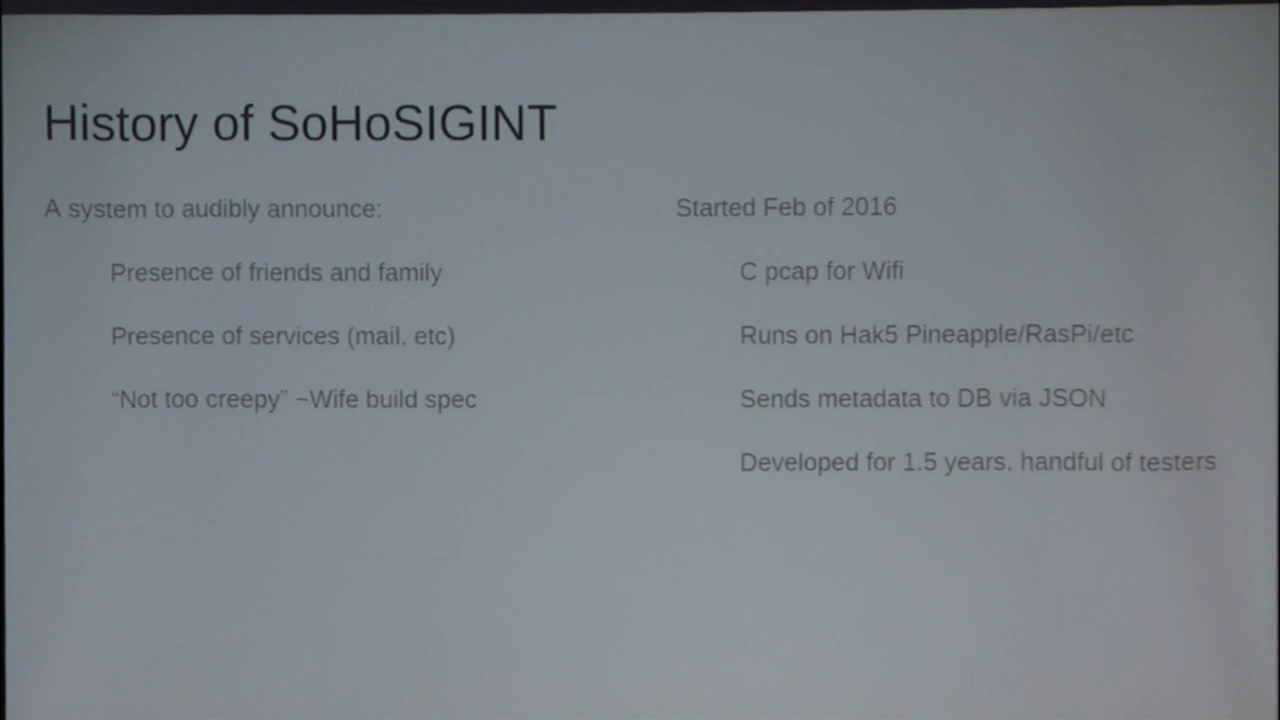 History of SoHoSIGINT
A system to audibly announce:
Presence of friends and family
Presence of services (mail, etc)
“Not too creepy” ~Wife build spec
Started Feb of 2016
C pcap for Wifi
Runs on Hak5 Pineapple/RasPi/etc
Sends metadata to DB via JSON
Developed for 1.5 years, handful of testers